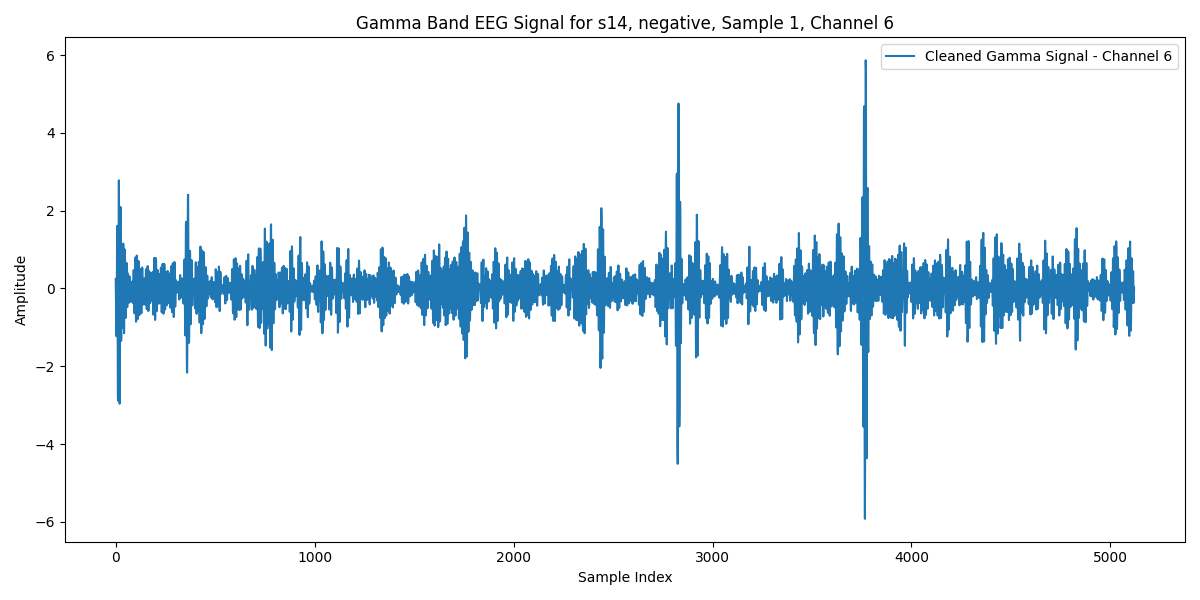 Gamma Band EEG Signal for s14, negative, Sample 1, Channel 6
Cleaned Gamma Signal - Channel 6
6
4
2
0
−2
−4
−6
Amplitude
0 1000 2000 3000 4000 5000
Sample Index